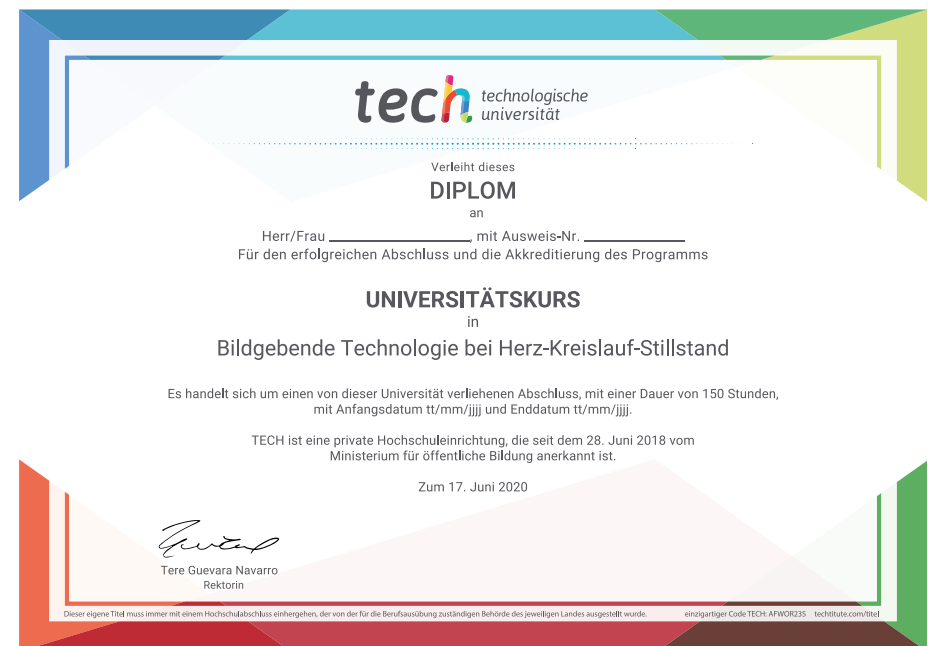 tech technologische
universität
Verleiht dieses
DIPLOM
an
Herr/Frau ____________, mit Ausweis-Nr. ____________
Für den erfolgreichen Abschluss und die Akkreditierung des Programms
UNIVERSITÄTSKURS
in
Bildgebende Technologie bei Herz-Kreislauf-Stillstand
Es handelt sich um einen von dieser Universität verliehenen Abschluss, mit einer Dauer von 150 Stunden,
mit Anfangsdatum tt/mm/jjjj und Enddatum tt/mm/jjjj.
TECH ist eine private Hochschuleinrichtung, die seit dem 28. Juni 2018 vom
Ministerium für öffentliche Bildung anerkannt ist.
Zum 17. Juni 2020
Tere Guevara Navarro
Rektorin
Dieser eigene Titel muss immer mit einem Hochschulabschluss einhergehen, der von der für die Berufsausübung zuständigen Behörde des jeweiligen Landes ausgestellt wurde. einzigartiger Code TECH: AFWOR23S techtitute.com/titel